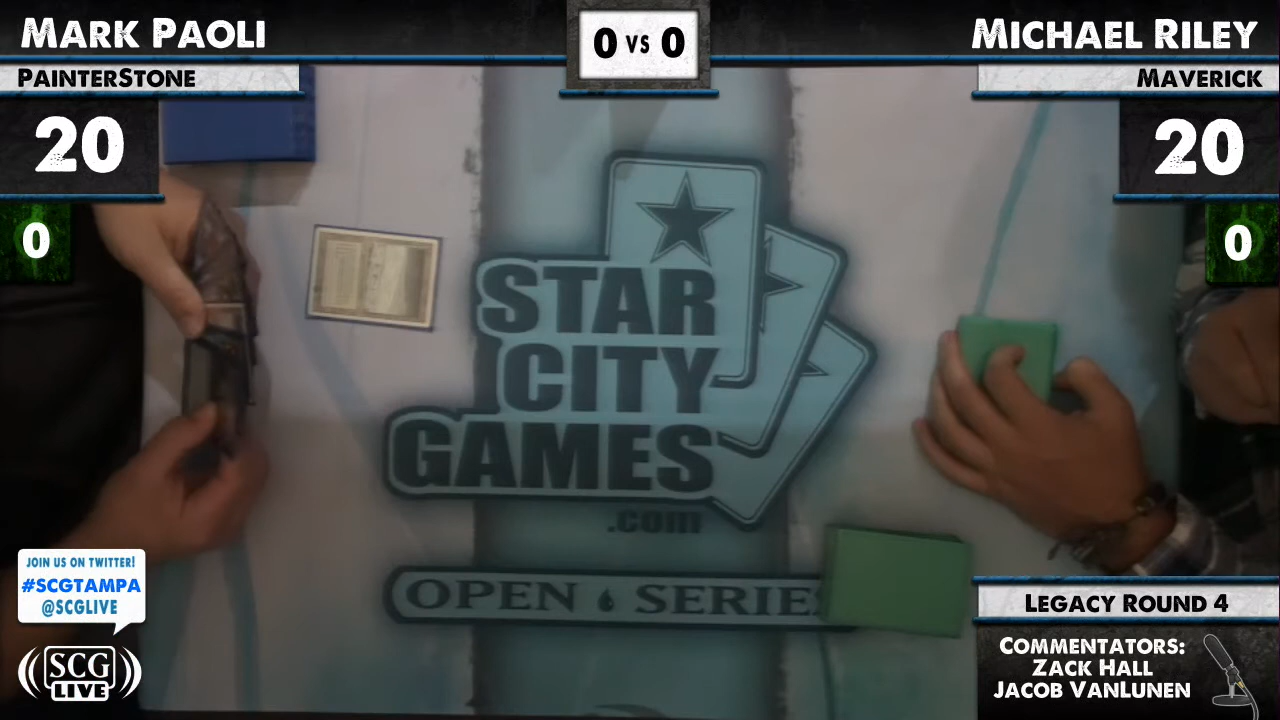 MARK PAOLI
0 VS 0
MICHAEL RILEY
PAINTERSTONE
MAVERICK
20
20
0
0
STAR
CITY
GAMES
.com
OPEN SERIES
JOIN US ON TWITTER!
#SCGTAMPA
@SCGLIVE
SCG
LIVE
LEGACY ROUND 4
COMMENTATORS:
ZACK HALL
JACOB VANLUNEN